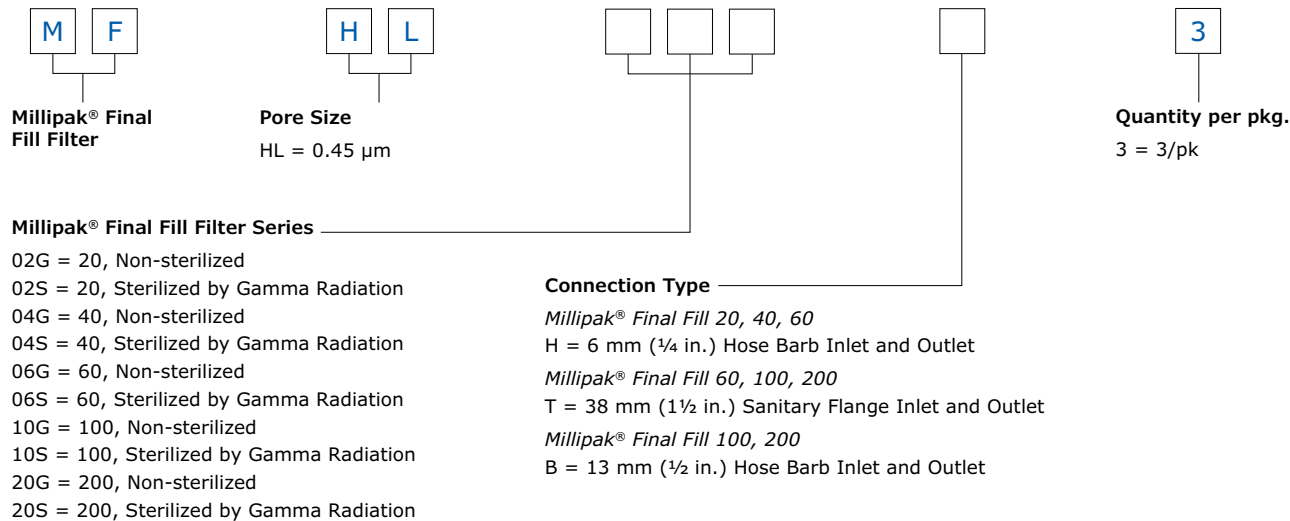 M F H L 3
Millipak® Final
Fill Filter
Pore Size
HL = 0.45 µm
Quantity per pkg.
3 = 3/pk
Millipak® Final Fill Filter Series
02G = 20, Non-sterilized
02S = 20, Sterilized by Gamma Radiation
04G = 40, Non-sterilized
04S = 40, Sterilized by Gamma Radiation
06G = 60, Non-sterilized
06S = 60, Sterilized by Gamma Radiation
10G = 100, Non-sterilized
10S = 100, Sterilized by Gamma Radiation
20G = 200, Non-sterilized
20S = 200, Sterilized by Gamma Radiation
Connection Type
Millipak® Final Fill 20, 40, 60
H = 6 mm (¼ in.) Hose Barb Inlet and Outlet
Millipak® Final Fill 60, 100, 200
T = 38 mm (1½ in.) Sanitary Flange Inlet and Outlet
Millipak® Final Fill 100, 200
B = 13 mm (½ in.) Hose Barb Inlet and Outlet